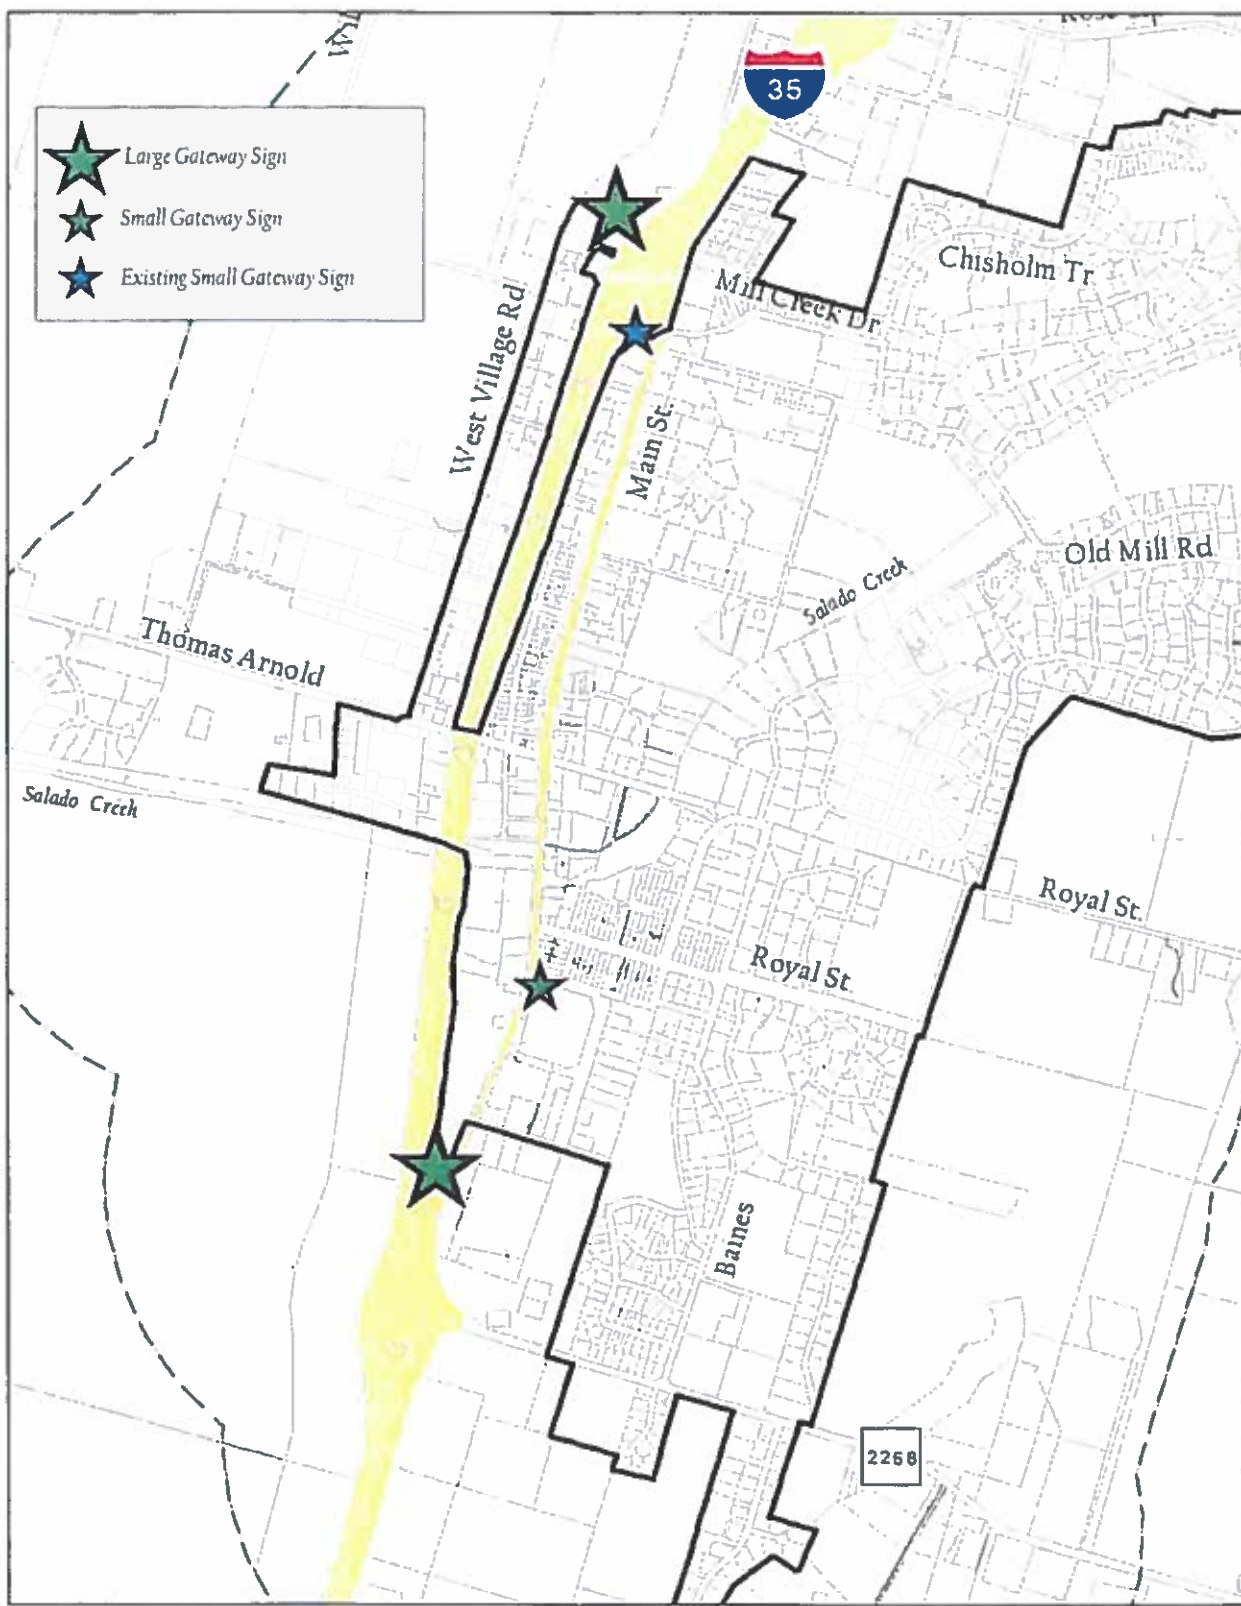 35
Large Gateway Sign
Small Gateway Sign
Existing Small Gateway Sign
Chisholm Tr
Mill Creek Dr
West Village Rd
Main St.
Old Mill Rd
Salado Creek
Thomas Arnold
Salado Creek
Royal St.
Royal St
Baines
2268